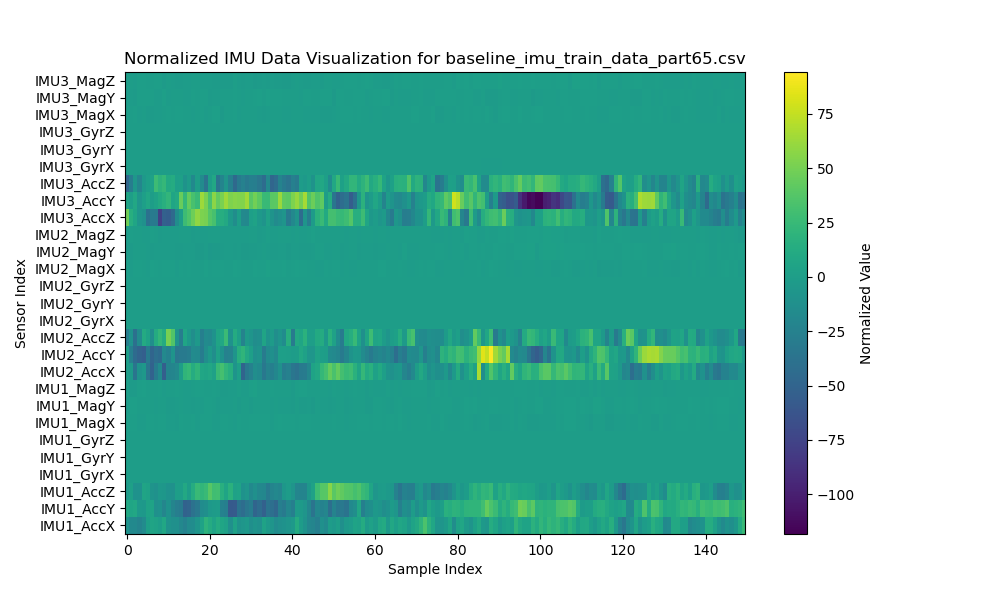 Normalized IMU Data Visualization for baseline_imu_train_data_part65.csv
IMU3_MagZ
IMU3_MagY
IMU3_MagX
IMU3_GyrZ
IMU3_GyrY
IMU3_GyrX
IMU3_AccZ
IMU3_AccY
IMU3_AccX
IMU2_MagZ
IMU2_MagY
IMU2_MagX
IMU2_GyrZ
IMU2_GyrY
IMU2_GyrX
IMU2_AccZ
IMU2_AccY
IMU2_AccX
IMU1_MagZ
IMU1_MagY
IMU1_MagX
IMU1_GyrZ
IMU1_GyrY
IMU1_GyrX
IMU1_AccZ
IMU1_AccY
IMU1_AccX
Sensor Index
0 20 40 60 80 100 120 140
Sample Index
75
50
25
0
−25
−50
−75
−100
Normalized Value